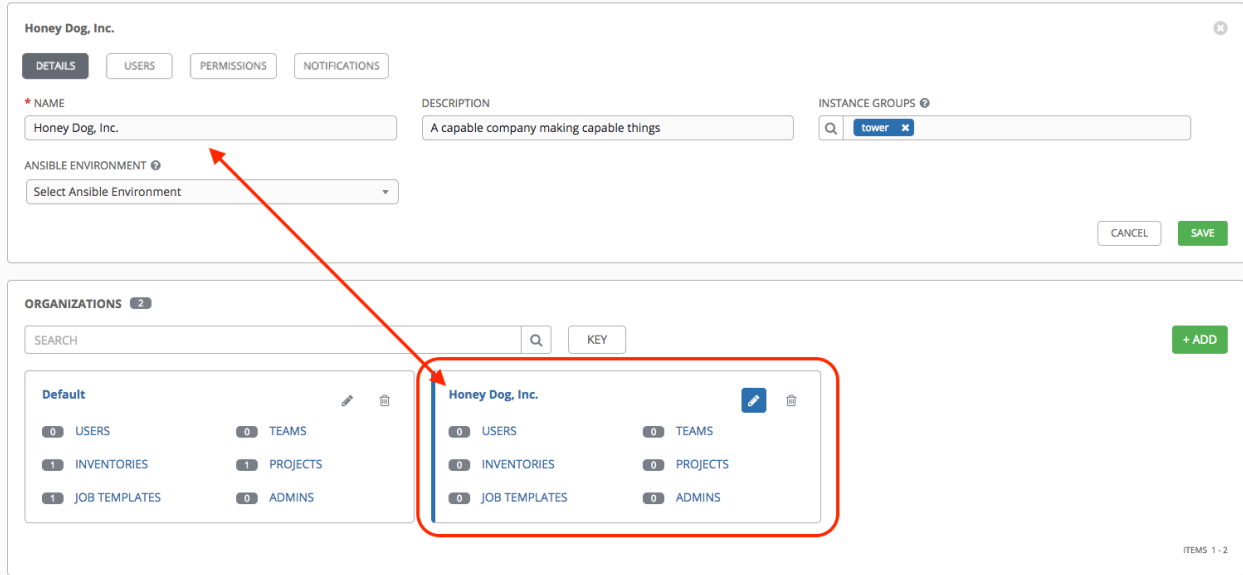 Honey Dog, Inc.
DETAILS USERS PERMISSIONS NOTIFICATIONS
* NAME DESCRIPTION INSTANCE GROUPS
Honey Dog, Inc. A capable company making capable things tower
ANSIBLE ENVIRONMENT
Select Ansible Environment
CANCEL SAVE
ORGANIZATIONS 2
SEARCH KEY + ADD
Default Honey Dog, Inc.
0 USERS 0 TEAMS 0 USERS 0 TEAMS
1 INVENTORIES 1 PROJECTS 0 INVENTORIES 0 PROJECTS
1 JOB TEMPLATES 0 ADMINS 0 JOB TEMPLATES 0 ADMINS
ITEMS 1 - 2